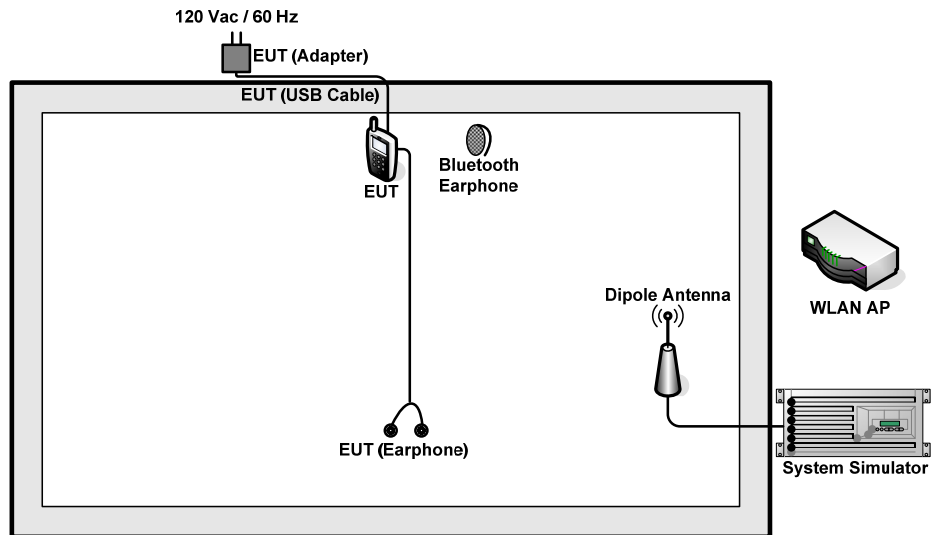 120 Vac / 60 Hz
EUT (Adapter)
EUT (USB Cable)
EUT
Bluetooth
Earphone
Dipole Antenna
WLAN AP
EUT (Earphone)
System Simulator